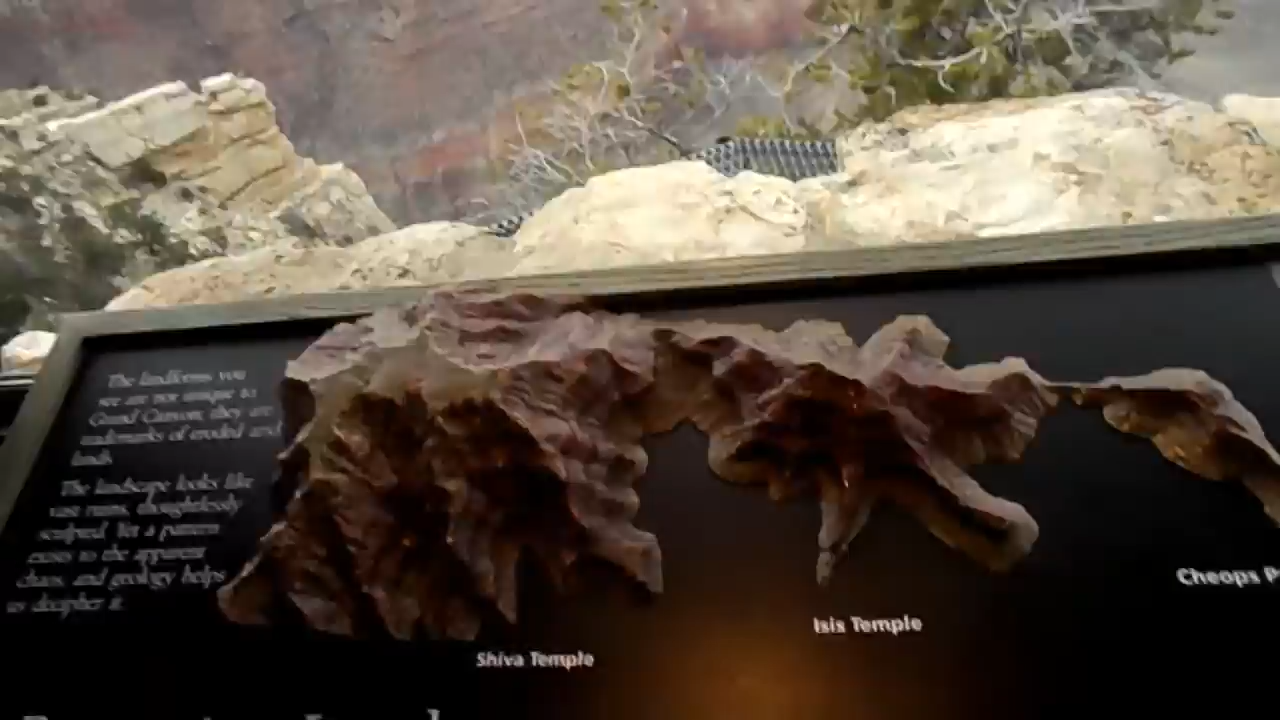 The landforms you
see are not unique to
Grand Canyon; they are
trademarks of eroded arid
lands.
The landscape looks like
vast ruins, thoughtlessly
sculpted. Yet a pattern
exists in the apparent
chaos, and geology helps
us decipher it.
Shiva Temple
Isis Temple
Cheops P